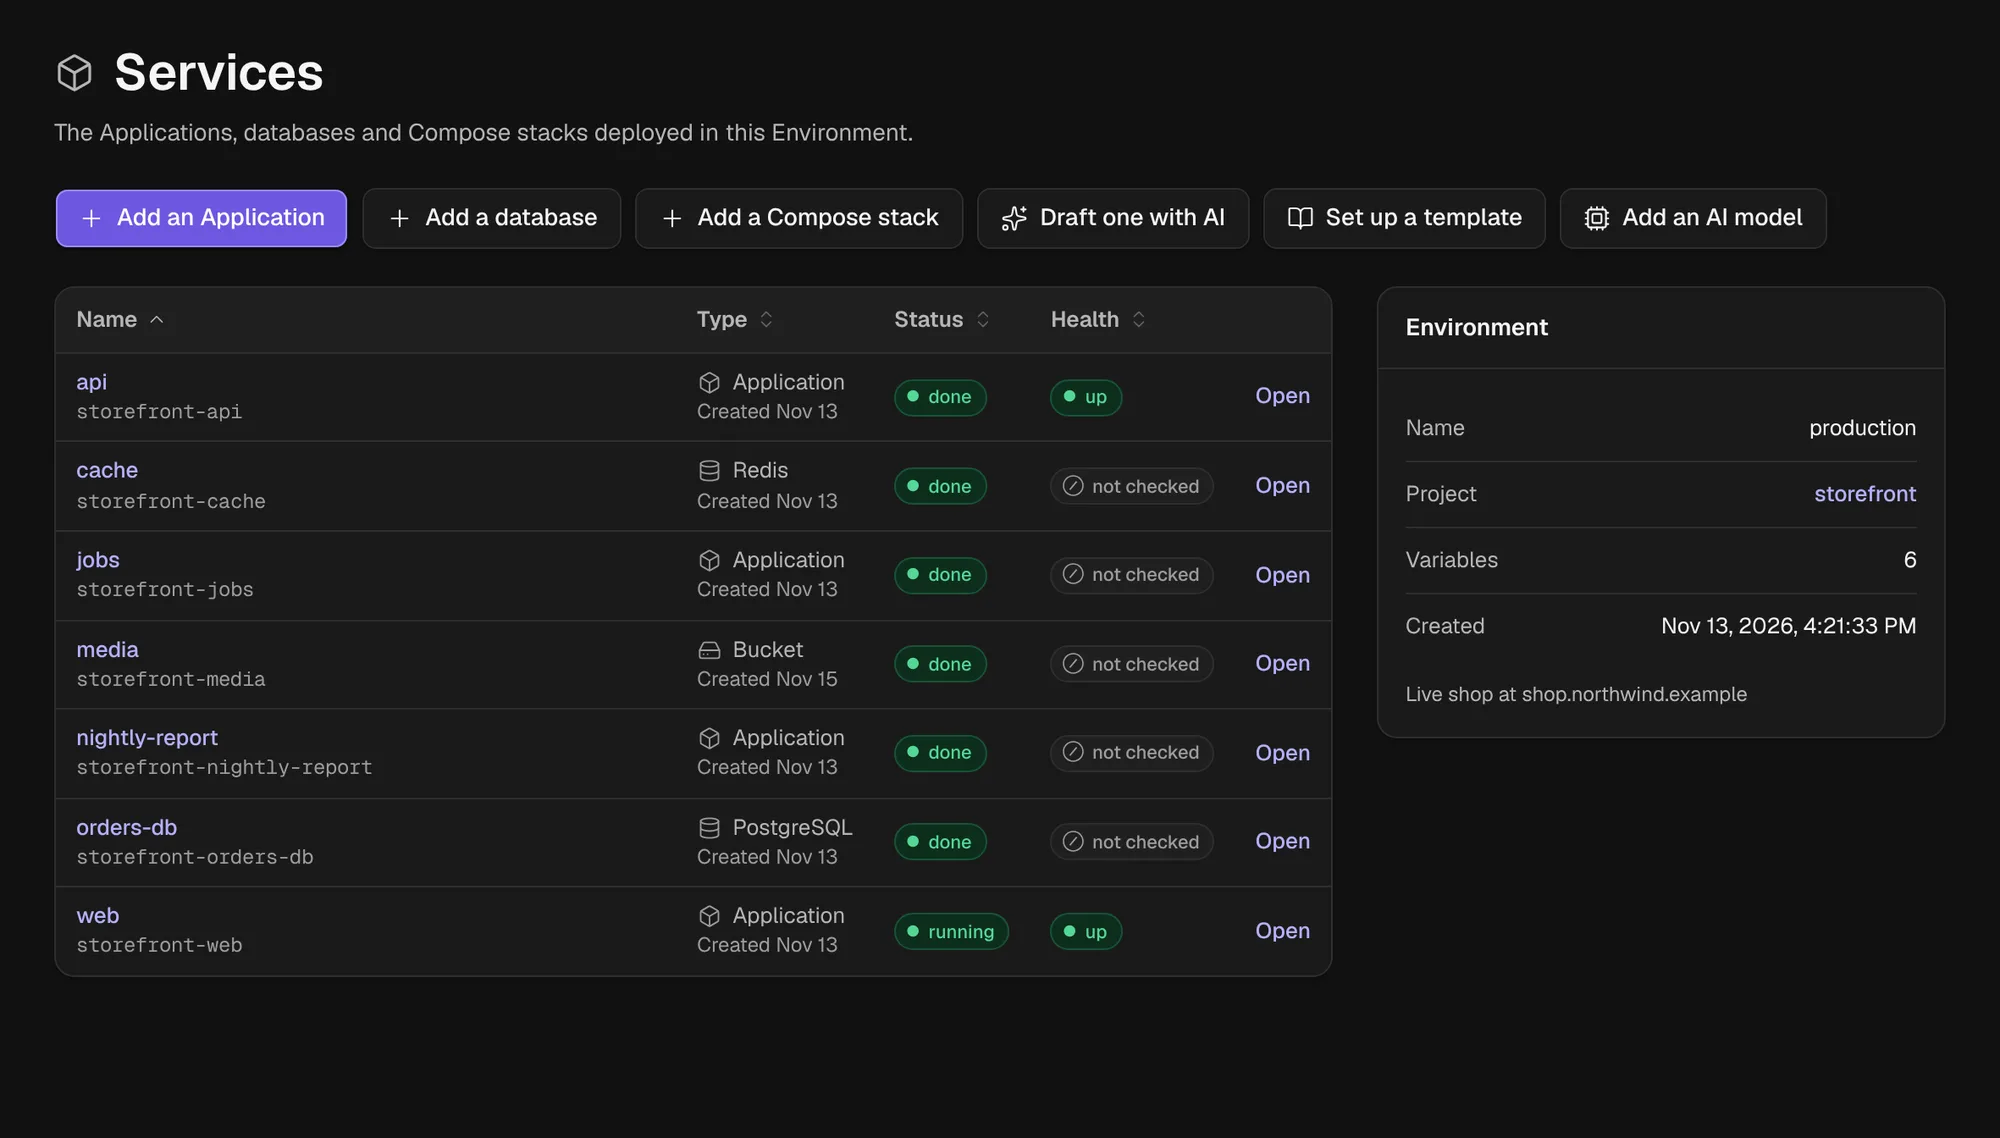 Services
The Applications, databases and Compose stacks deployed in this Environment.
Add an Application
Add a database
Add a Compose stack
Draft one with AI
Set up a template
Add an AI model
Name Type Status Health
api Application done up Open
storefront-api Created Nov 13
cache Redis done not checked Open
storefront-cache Created Nov 13
jobs Application done not checked Open
storefront-jobs Created Nov 13
media Bucket done not checked Open
storefront-media Created Nov 15
nightly-report Application done not checked Open
storefront-nightly-report Created Nov 13
orders-db PostgreSQL done not checked Open
storefront-orders-db Created Nov 13
web Application running up Open
storefront-web Created Nov 13
Environment
Name production
Project storefront
Variables 6
Created Nov 13, 2026, 4:21:33 PM
Live shop at shop.northwind.example